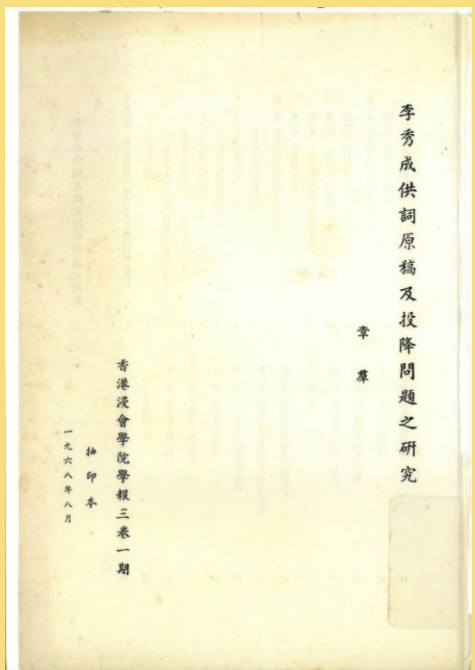 李秀成供詞原稿及投降問題之研究
章羣
香港浸會學院學報三卷一期
抽印本
一九六八年八月